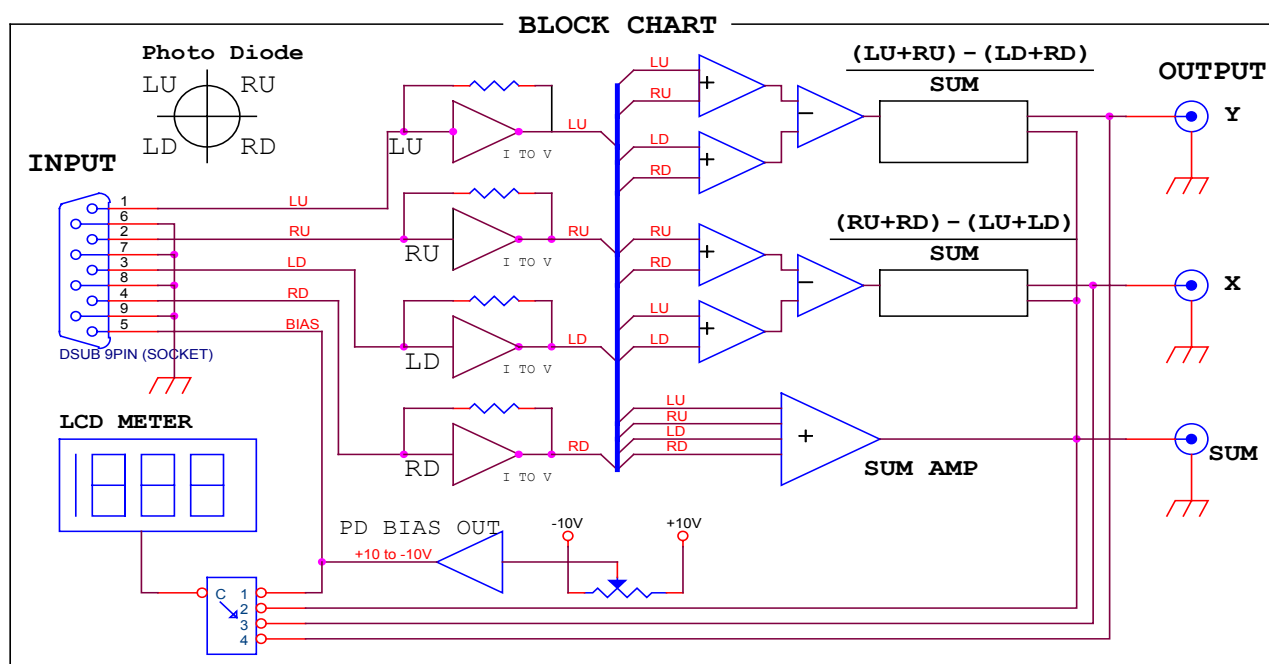 BLOCK CHART
Photo Diode
LU RU
LD RD
INPUT
1
6
2
7
3
8
4
9
5
LU
RU
LD
RD
BIAS
DSUB 9PIN (SOCKET)
LU
I TO V
LU
RU
I TO V
RU
LD
I TO V
LD
RD
I TO V
RD
LU
RU
+
LD
RD
+
−
(LU+RU)-(LD+RD)
SUM
RU
RD
+
LU
LD
+
−
(RU+RD)-(LU+LD)
SUM
LU
RU
LD
RD
+
SUM AMP
OUTPUT
Y
X
SUM
LCD METER
1888
PD BIAS OUT
+10 to -10V
-10V
+10V
C 1
2
3
4